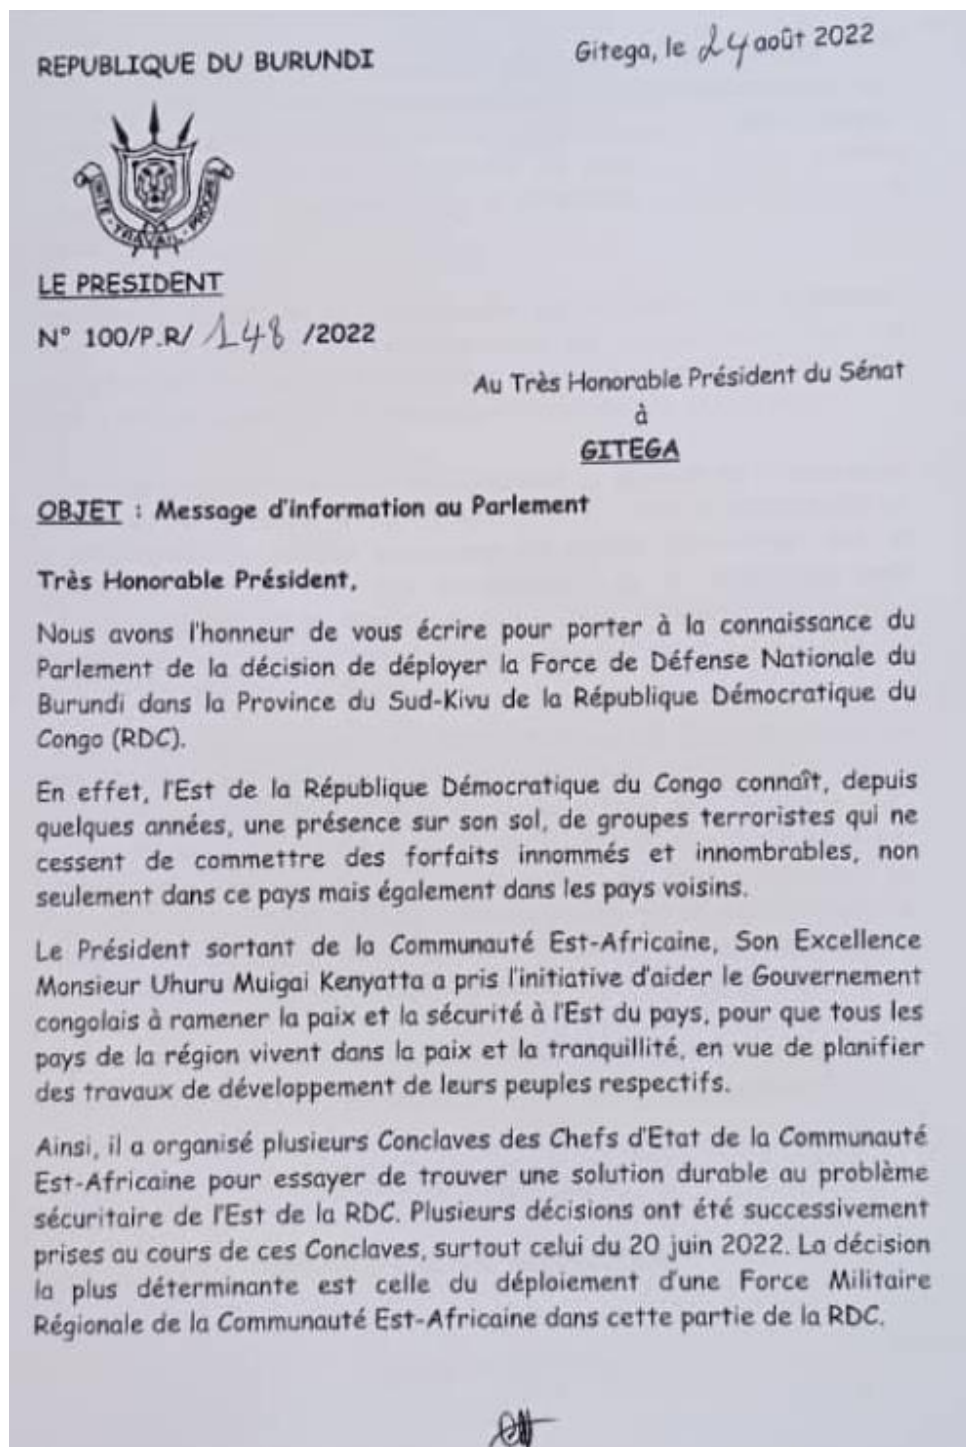 REPUBLIQUE DU BURUNDI
Gitega, le 24 août 2022
UNITE - TRAVAIL - PROGRES
LE PRESIDENT
N° 100/P.R/ 148 /2022
Au Très Honorable Président du Sénat
à
GITEGA
OBJET : Message d'information au Parlement
Très Honorable Président,
Nous avons l'honneur de vous écrire pour porter à la connaissance du
Parlement de la décision de déployer la Force de Défense Nationale du
Burundi dans la Province du Sud-Kivu de la République Démocratique du
Congo (RDC).
En effet, l'Est de la République Démocratique du Congo connaît, depuis
quelques années, une présence sur son sol, de groupes terroristes qui ne
cessent de commettre des forfaits innommés et innombrables, non
seulement dans ce pays mais également dans les pays voisins.
Le Président sortant de la Communauté Est-Africaine, Son Excellence
Monsieur Uhuru Muigai Kenyatta a pris l'initiative d'aider le Gouvernement
congolais à ramener la paix et la sécurité à l'Est du pays, pour que tous les
pays de la région vivent dans la paix et la tranquillité, en vue de planifier
des travaux de développement de leurs peuples respectifs.
Ainsi, il a organisé plusieurs Conclaves des Chefs d'Etat de la Communauté
Est-Africaine pour essayer de trouver une solution durable au problème
sécuritaire de l'Est de la RDC. Plusieurs décisions ont été successivement
prises au cours de ces Conclaves, surtout celui du 20 juin 2022. La décision
la plus déterminante est celle du déploiement d'une Force Militaire
Régionale de la Communauté Est-Africaine dans cette partie de la RDC.